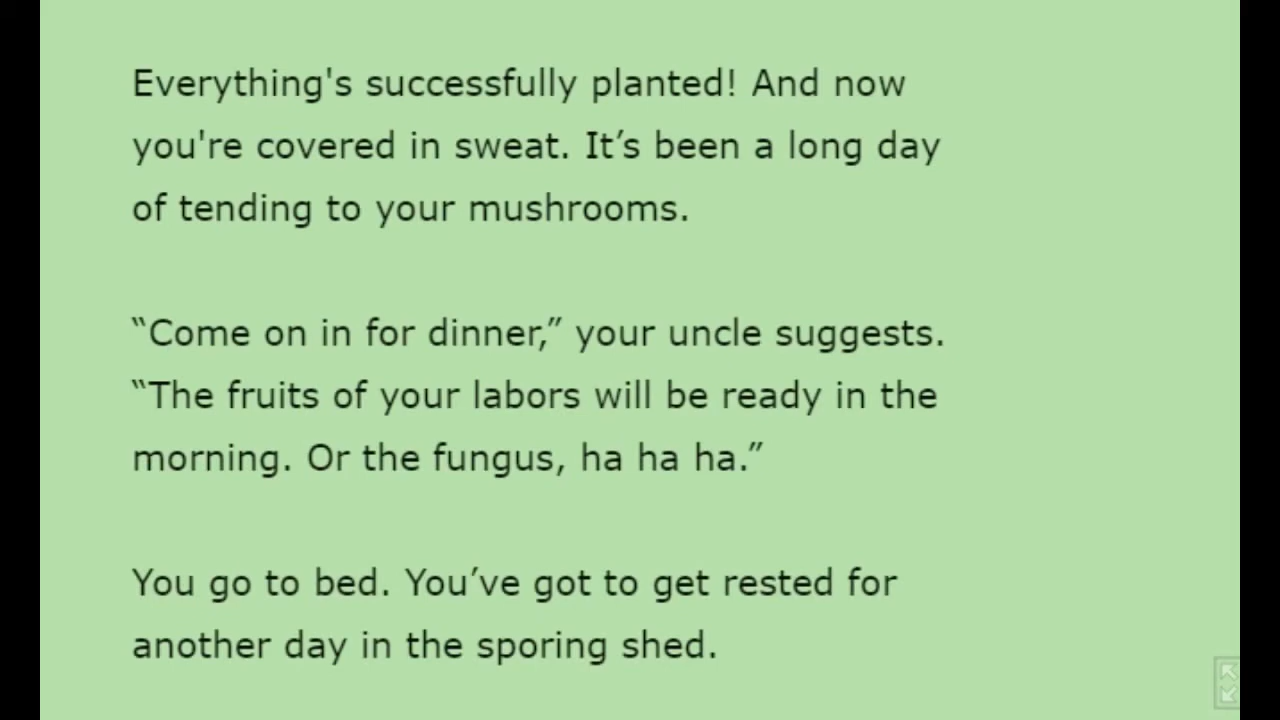 Everything's successfully planted! And now
you're covered in sweat. It’s been a long day
of tending to your mushrooms.
“Come on in for dinner,” your uncle suggests.
“The fruits of your labors will be ready in the
morning. Or the fungus, ha ha ha.”
You go to bed. You’ve got to get rested for
another day in the sporing shed.